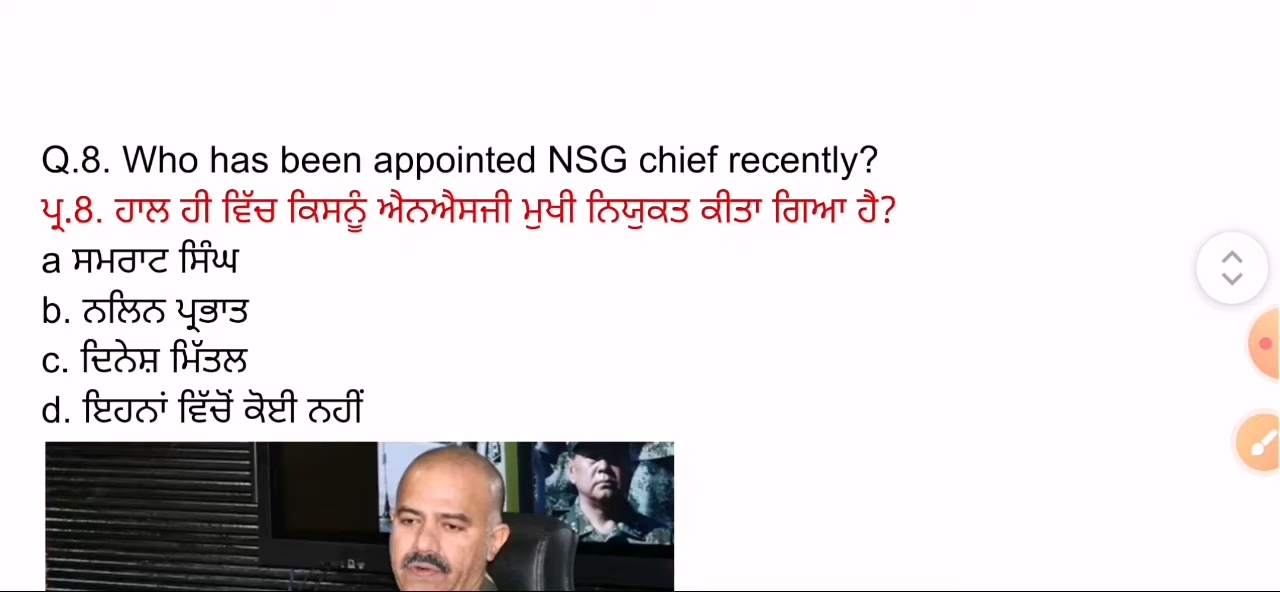 Q.8. Who has been appointed NSG chief recently?
ਪ੍ਰ.8. ਹਾਲ ਹੀ ਵਿੱਚ ਕਿਸਨੂੰ ਐਨਐਸਜੀ ਮੁਖੀ ਨਿਯੁਕਤ ਕੀਤਾ ਗਿਆ ਹੈ?
a ਸਮਰਾਟ ਸਿੰਘ
b. ਨਲਿਨ ਪ੍ਰਭਾਤ
c. ਦਿਨੇਸ਼ ਮਿੱਤਲ
d. ਇਹਨਾਂ ਵਿੱਚੋਂ ਕੋਈ ਨਹੀਂ